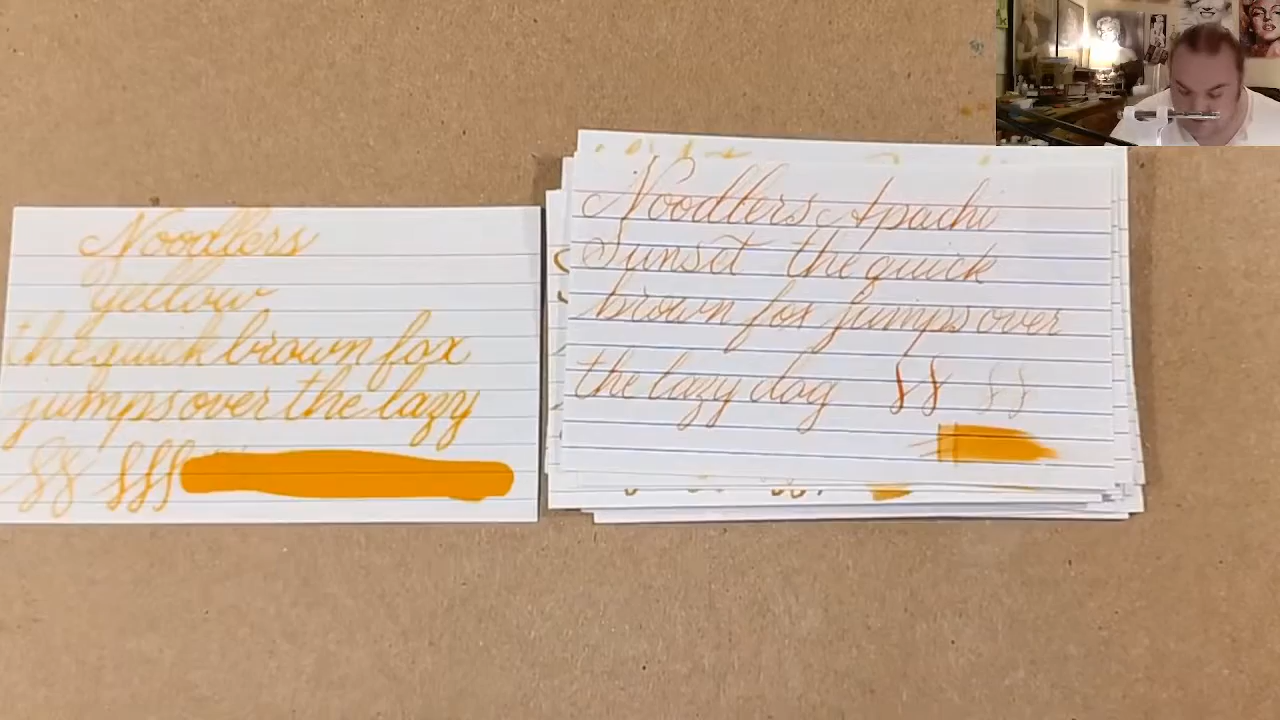 Noodlers
Yellow
the quick brown fox
jumps over the lazy
Noodlers Apachi
Sunset the quick
brown fox jumps over
the lazy dog